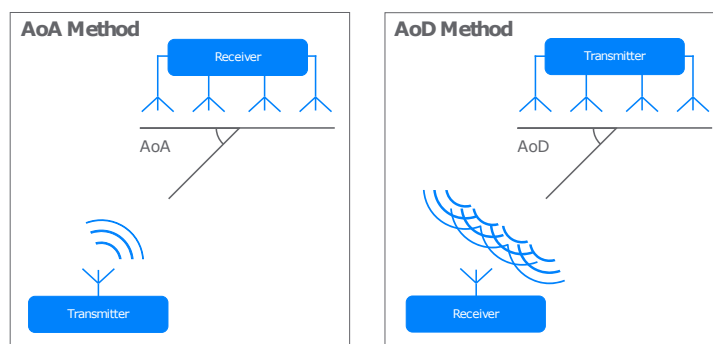 AoA Method
Receiver
AoA
Transmitter
AoD Method
Transmitter
AoD
Receiver